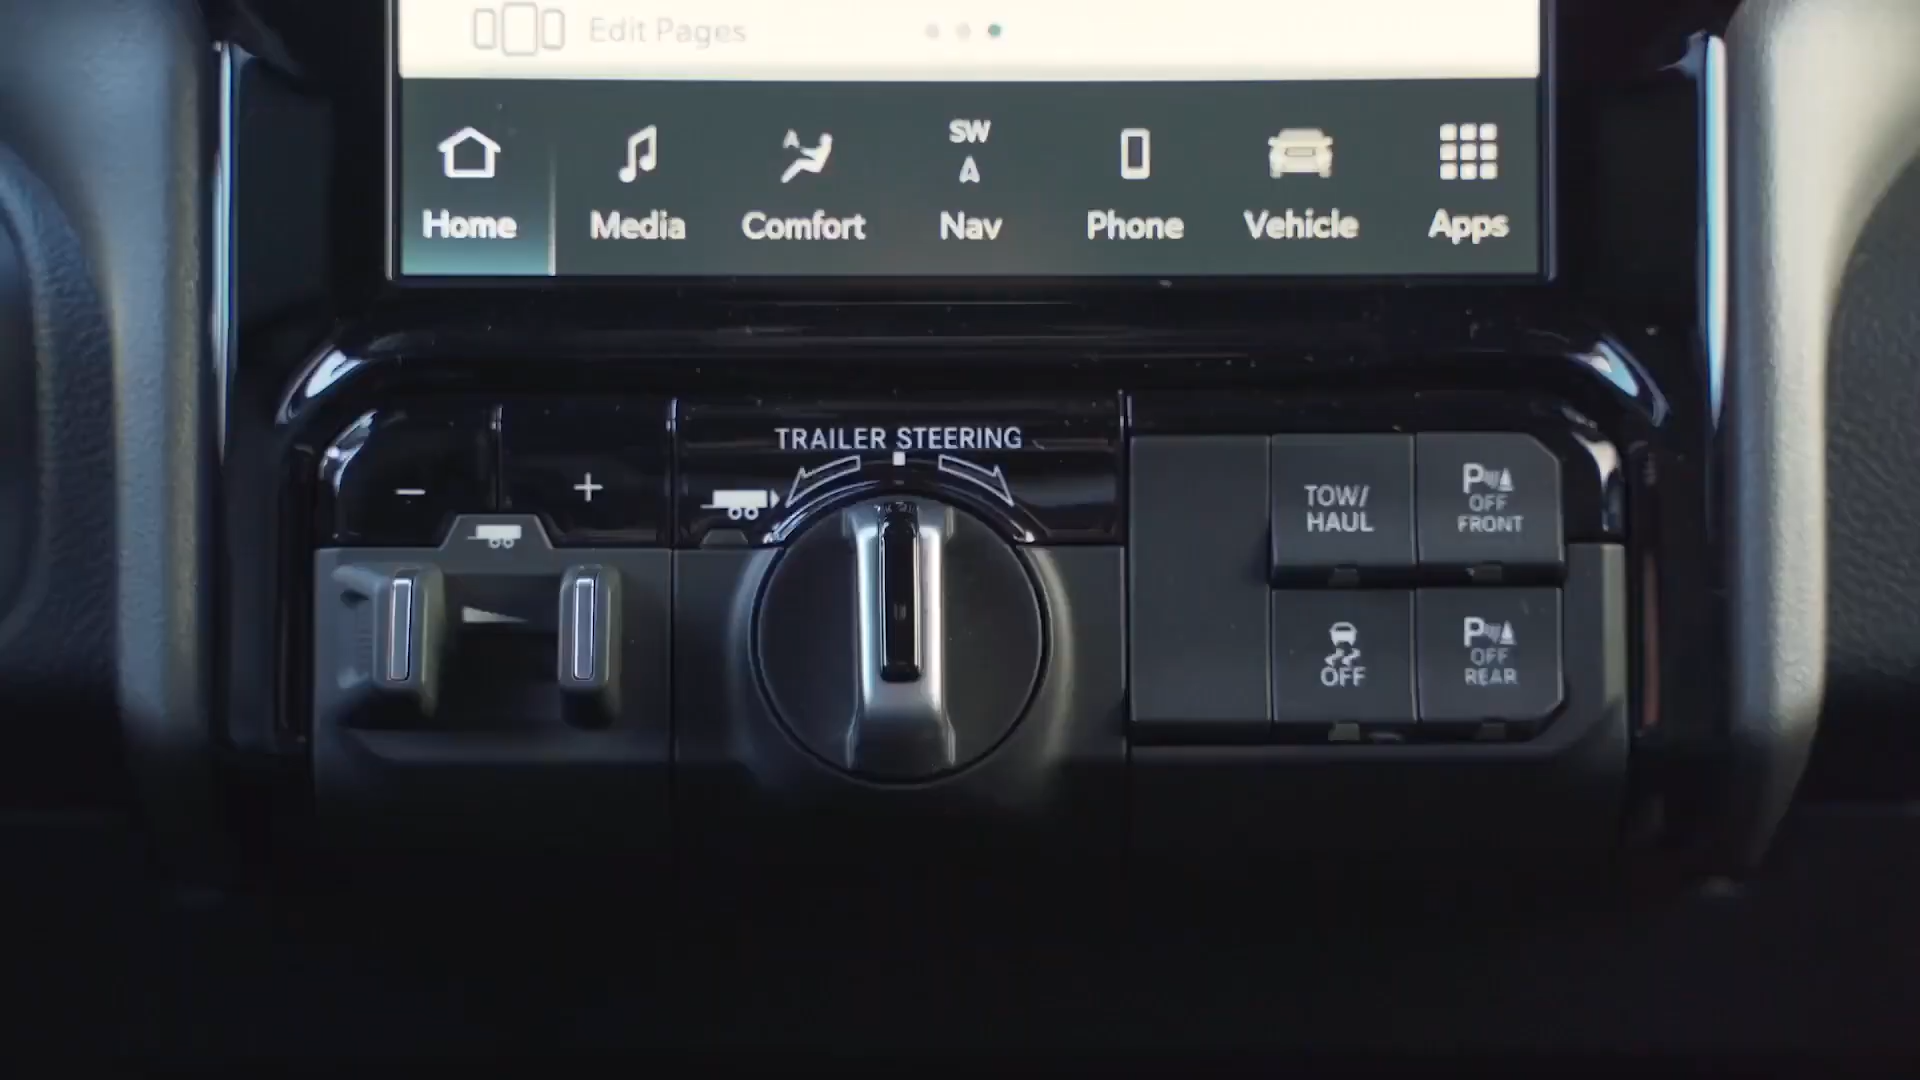 Edit Pages
A
SW
A
Home
Media
Comfort
Nav
Phone
Vehicle
Apps
TRAILER STEERING
- +
TOW/
HAUL
P
OFF
FRONT
OFF
P
OFF
REAR